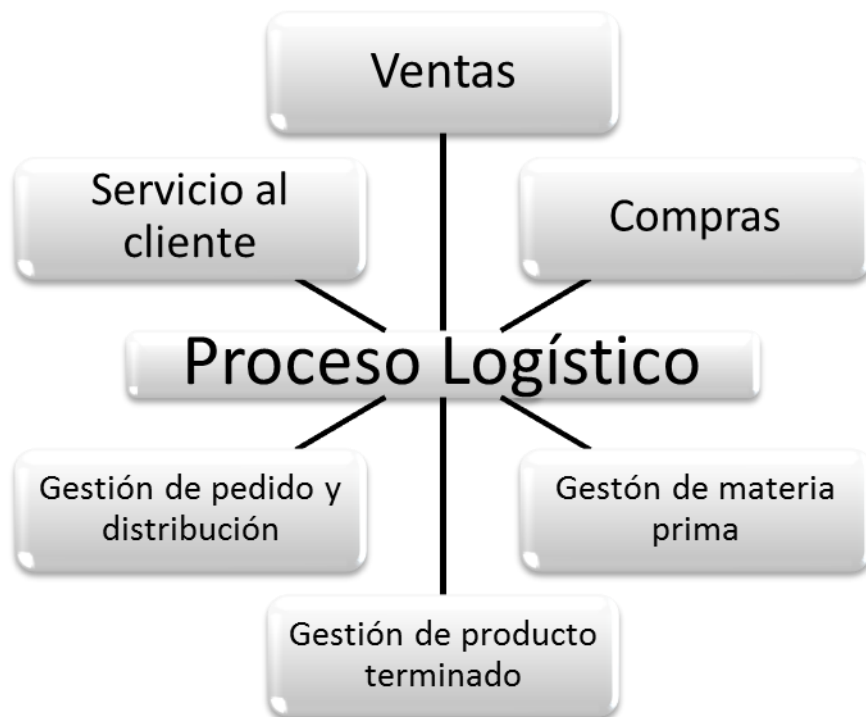 Ventas
Servicio al
cliente
Compras
Proceso Logístico
Gestión de pedido y
distribución
Gestón de materia
prima
Gestión de producto
terminado